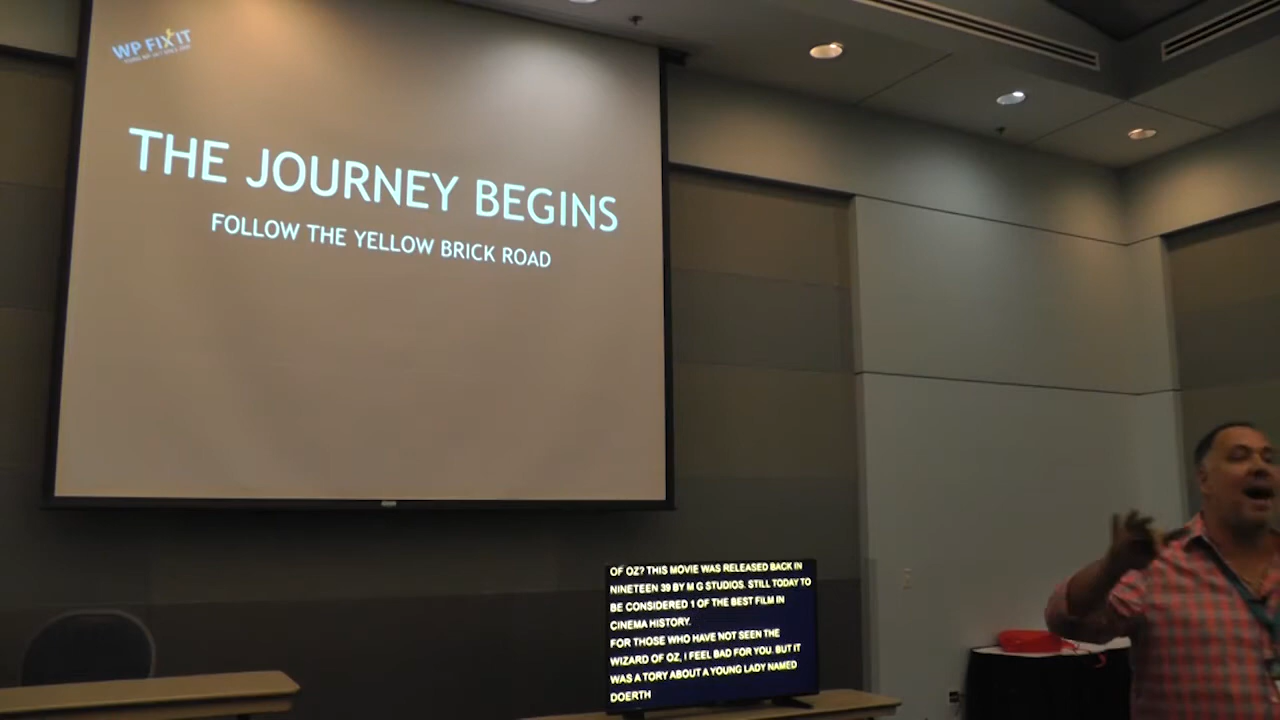 WP FIX IT
THE JOURNEY BEGINS
FOLLOW THE YELLOW BRICK ROAD
OF OZ? THIS MOVIE WAS RELEASED BACK IN
NINETEEN 39 BY M G STUDIOS. STILL TODAY TO
BE CONSIDERED 1 OF THE BEST FILM IN
CINEMA HISTORY.
FOR THOSE WHO HAVE NOT SEEN THE
WIZARD OF OZ, I FEEL BAD FOR YOU. BUT IT
WAS A TORY ABOUT A YOUNG LADY NAMED
DOERTH